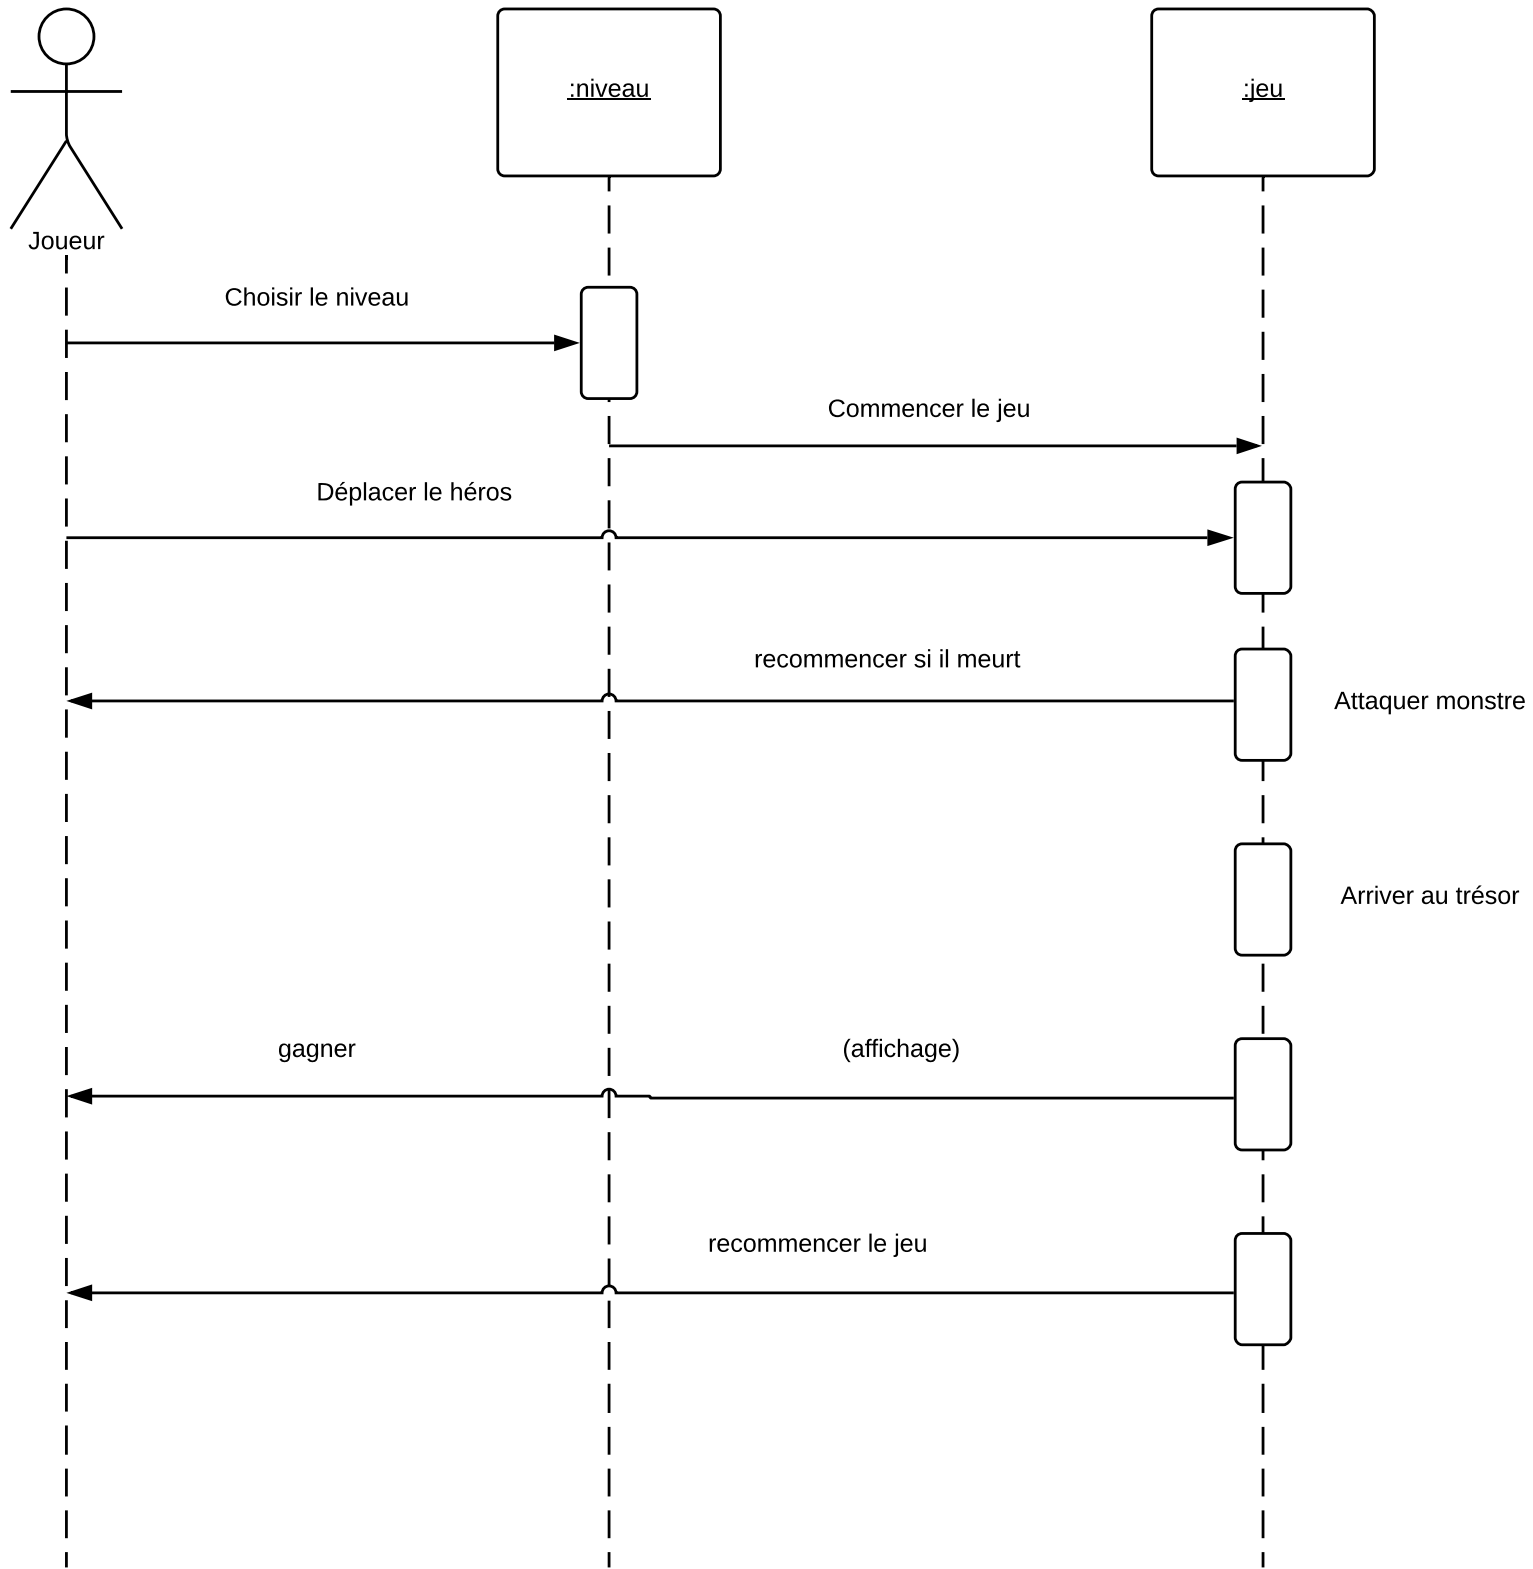 :niveau
:jeu
Joueur
Choisir le niveau
Commencer le jeu
Déplacer le héros
recommencer si il meurt
Attaquer monstre
Arriver au trésor
gagner
(affichage)
recommencer le jeu